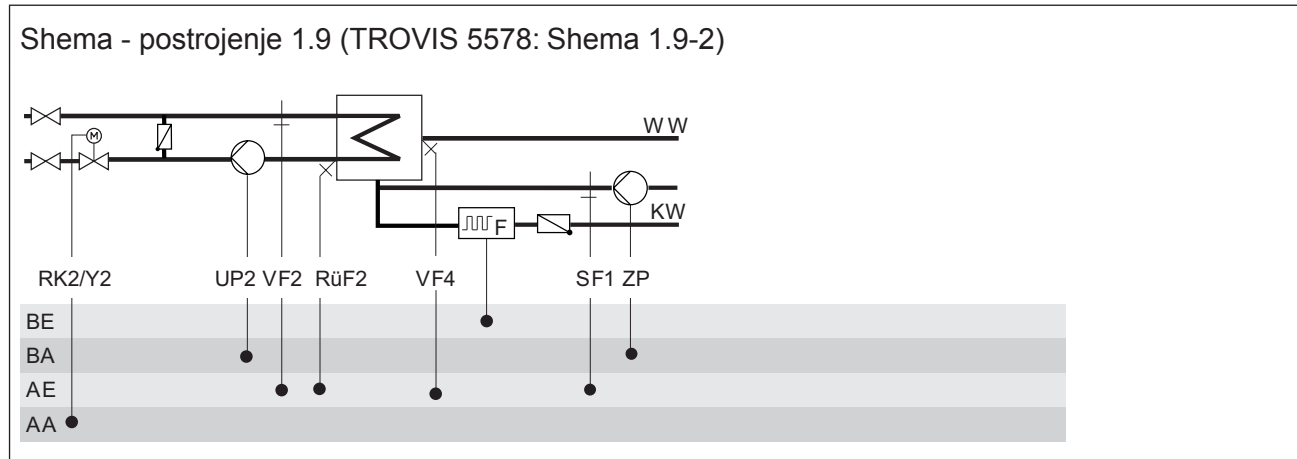 Shema - postrojenje 1.9 (TROVIS 5578: Shema 1.9-2)
M
WW
KW
F
RK2/Y2 UP2 VF2 RüF2 VF4 SF1 ZP
BE
BA
AE
AA